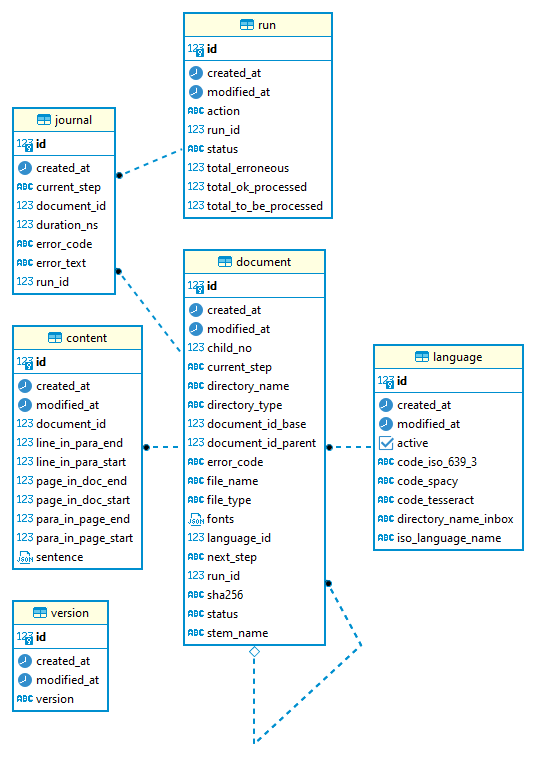 run
123 id
created_at
modified_at
ABC action
123 run_id
ABC status
123 total_erroneous
123 total_ok_processed
123 total_to_be_processed
journal
123 id
created_at
ABC current_step
123 document_id
123 duration_ns
ABC error_code
ABC error_text
123 run_id
document
123 id
created_at
modified_at
123 child_no
ABC current_step
ABC directory_name
ABC directory_type
123 document_id_base
123 document_id_parent
ABC error_code
ABC file_name
ABC file_type
JSON fonts
123 language_id
ABC next_step
123 run_id
ABC sha256
ABC status
ABC stem_name
content
123 id
created_at
modified_at
123 document_id
123 line_in_para_end
123 line_in_para_start
123 page_in_doc_end
123 page_in_doc_start
123 para_in_page_end
123 para_in_page_start
JSON sentence
language
123 id
created_at
modified_at
active
ABC code_iso_639_3
ABC code_spacy
ABC code_tesseract
ABC directory_name_inbox
ABC iso_language_name
version
123 id
created_at
modified_at
ABC version